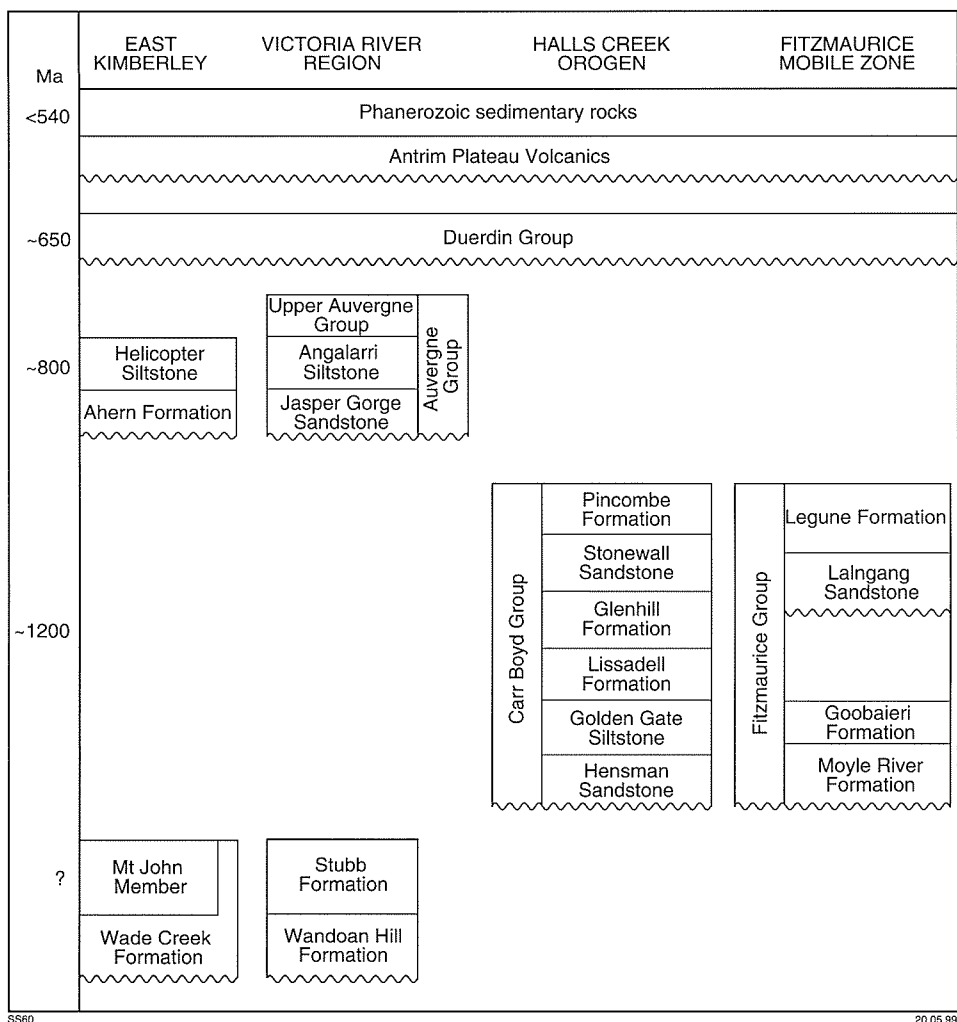 EAST
KIMBERLEY
VICTORIA RIVER
REGION
HALLS CREEK
OROGEN
FITZMAURICE
MOBILE ZONE
Ma
<540
Phanerozoic sedimentary rocks
Antrim Plateau Volcanics
~650
Duerdin Group
Upper Auvergne
Group
~800
Helicopter
Siltstone
Angalarri
Siltstone
Auvergne
Group
Ahern Formation
Jasper Gorge
Sandstone
Carr Boyd Group
Pincombe
Formation
Stonewall
Sandstone
~1200
Glenhill
Formation
Lissadell
Formation
Golden Gate
Siltstone
Hensman
Sandstone
Fitzmaurice Group
Legune Formation
Lalngang
Sandstone
Goobaieri
Formation
Moyle River
Formation
?
Mt John
Member
Stubb
Formation
Wade Creek
Formation
Wandoan Hill
Formation
SS60
20.05.99